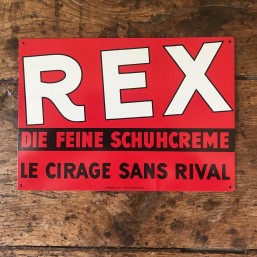 REX
DIE FEINE SCHUHCREME
LE CIRAGE SANS RIVAL